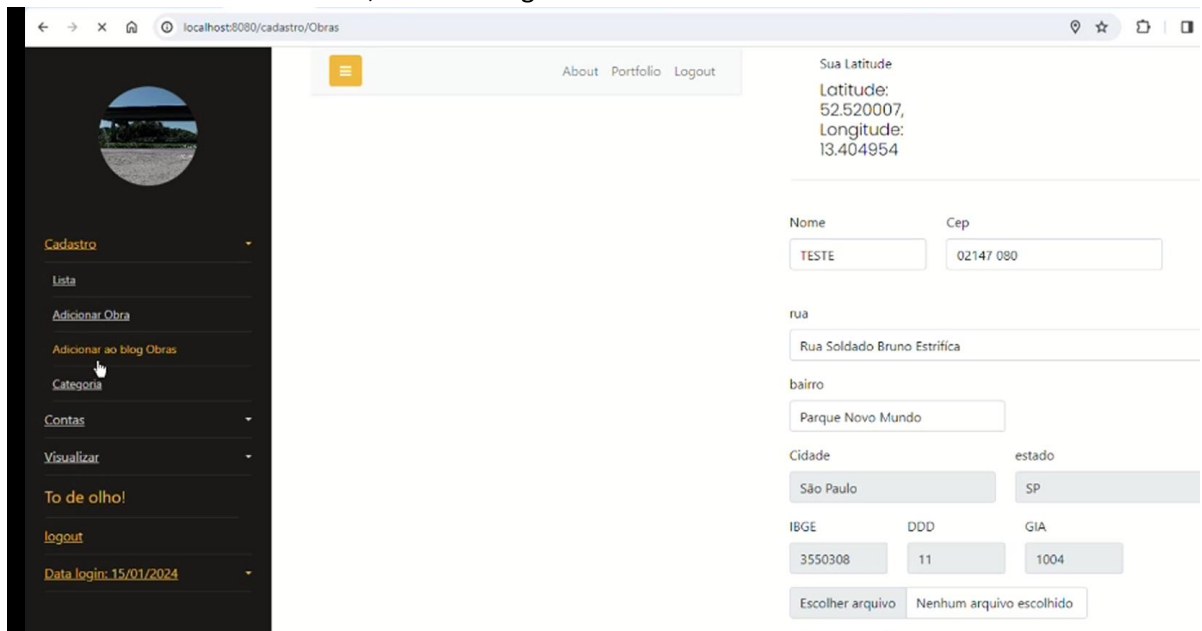 localhost:8080/cadastro/Obras
About Portfolio Logout
Cadastro
Lista
Adicionar Obra
Adicionar ao blog Obras
Categoria
Contas
Visualizar
To de olho!
logout
Data login: 15/01/2024
Sua Latitude
Latitude:
52.520007,
Longitude:
13.404954
Nome Cep
TESTE 02147 080
rua
Rua Soldado Bruno Estrifíca
bairro
Parque Novo Mundo
Cidade estado
São Paulo SP
IBGE DDD GIA
3550308 11 1004
Escolher arquivo Nenhum arquivo escolhido